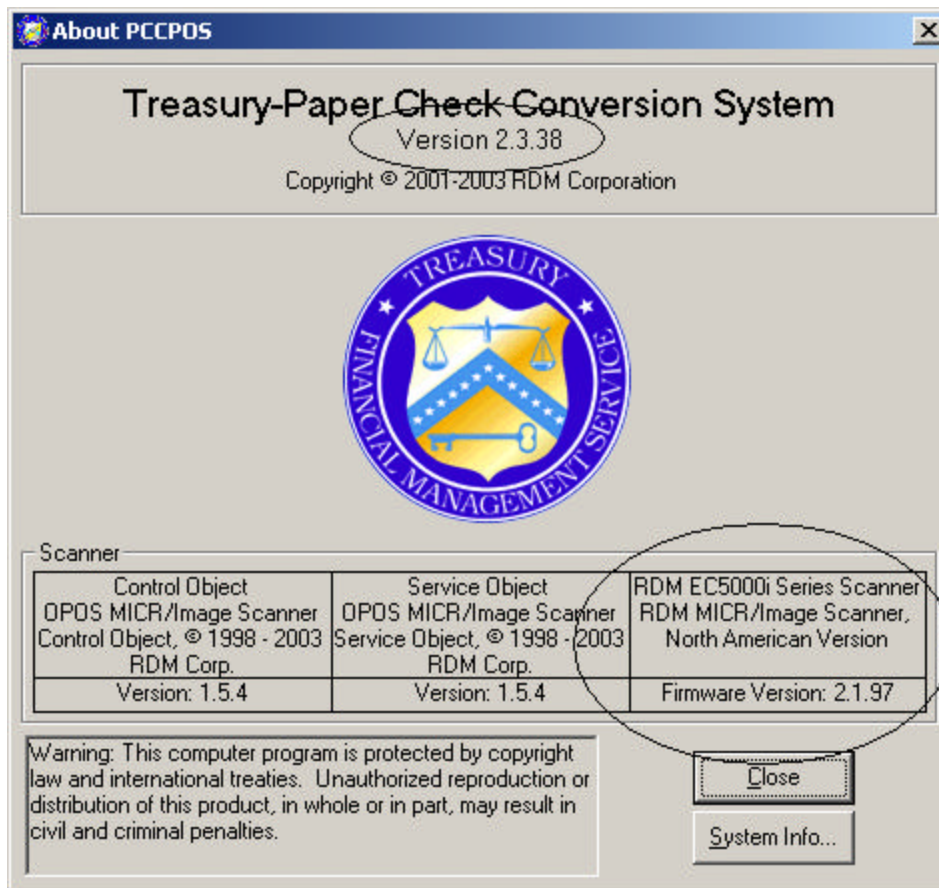 About PCCPOS
Treasury-Paper Check Conversion System
Version 2.3.38
Copyright © 2001-2003 RDM Corporation
TREASURY
FINANCIAL MANAGEMENT SERVICE
Scanner
Control Object
OPOS MICR/Image Scanner
Control Object, © 1998 - 2003
RDM Corp.
Version: 1.5.4
Service Object
OPOS MICR/Image Scanner
Service Object, © 1998 - 2003
RDM Corp.
Version: 1.5.4
RDM EC5000i Series Scanner
RDM MICR/Image Scanner,
North American Version
Firmware Version: 2.1.97
Warning: This computer program is protected by copyright
law and international treaties. Unauthorized reproduction or
distribution of this product, in whole or in part, may result in
civil and criminal penalties.
Close
System Info...